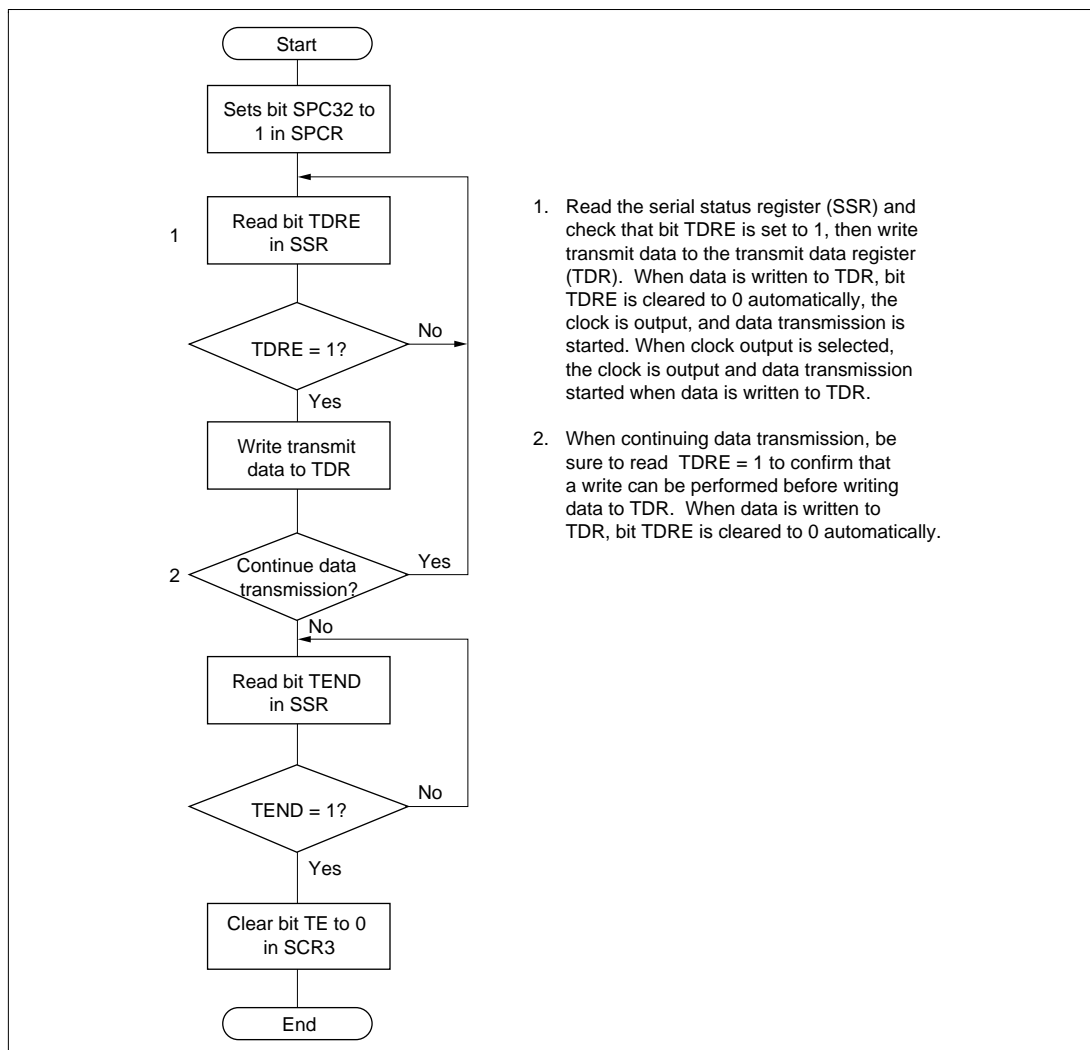 Start
Sets bit SPC32 to
1 in SPCR
1
Read bit TDRE
in SSR
TDRE = 1?
No
Yes
Write transmit
data to TDR
2
Continue data
transmission?
Yes
No
Read bit TEND
in SSR
TEND = 1?
No
Yes
Clear bit TE to 0
in SCR3
End
1. Read the serial status register (SSR) and
check that bit TDRE is set to 1, then write
transmit data to the transmit data register
(TDR). When data is written to TDR, bit
TDRE is cleared to 0 automatically, the
clock is output, and data transmission is
started. When clock output is selected,
the clock is output and data transmission
started when data is written to TDR.
2. When continuing data transmission, be
sure to read TDRE = 1 to confirm that
a write can be performed before writing
data to TDR. When data is written to
TDR, bit TDRE is cleared to 0 automatically.